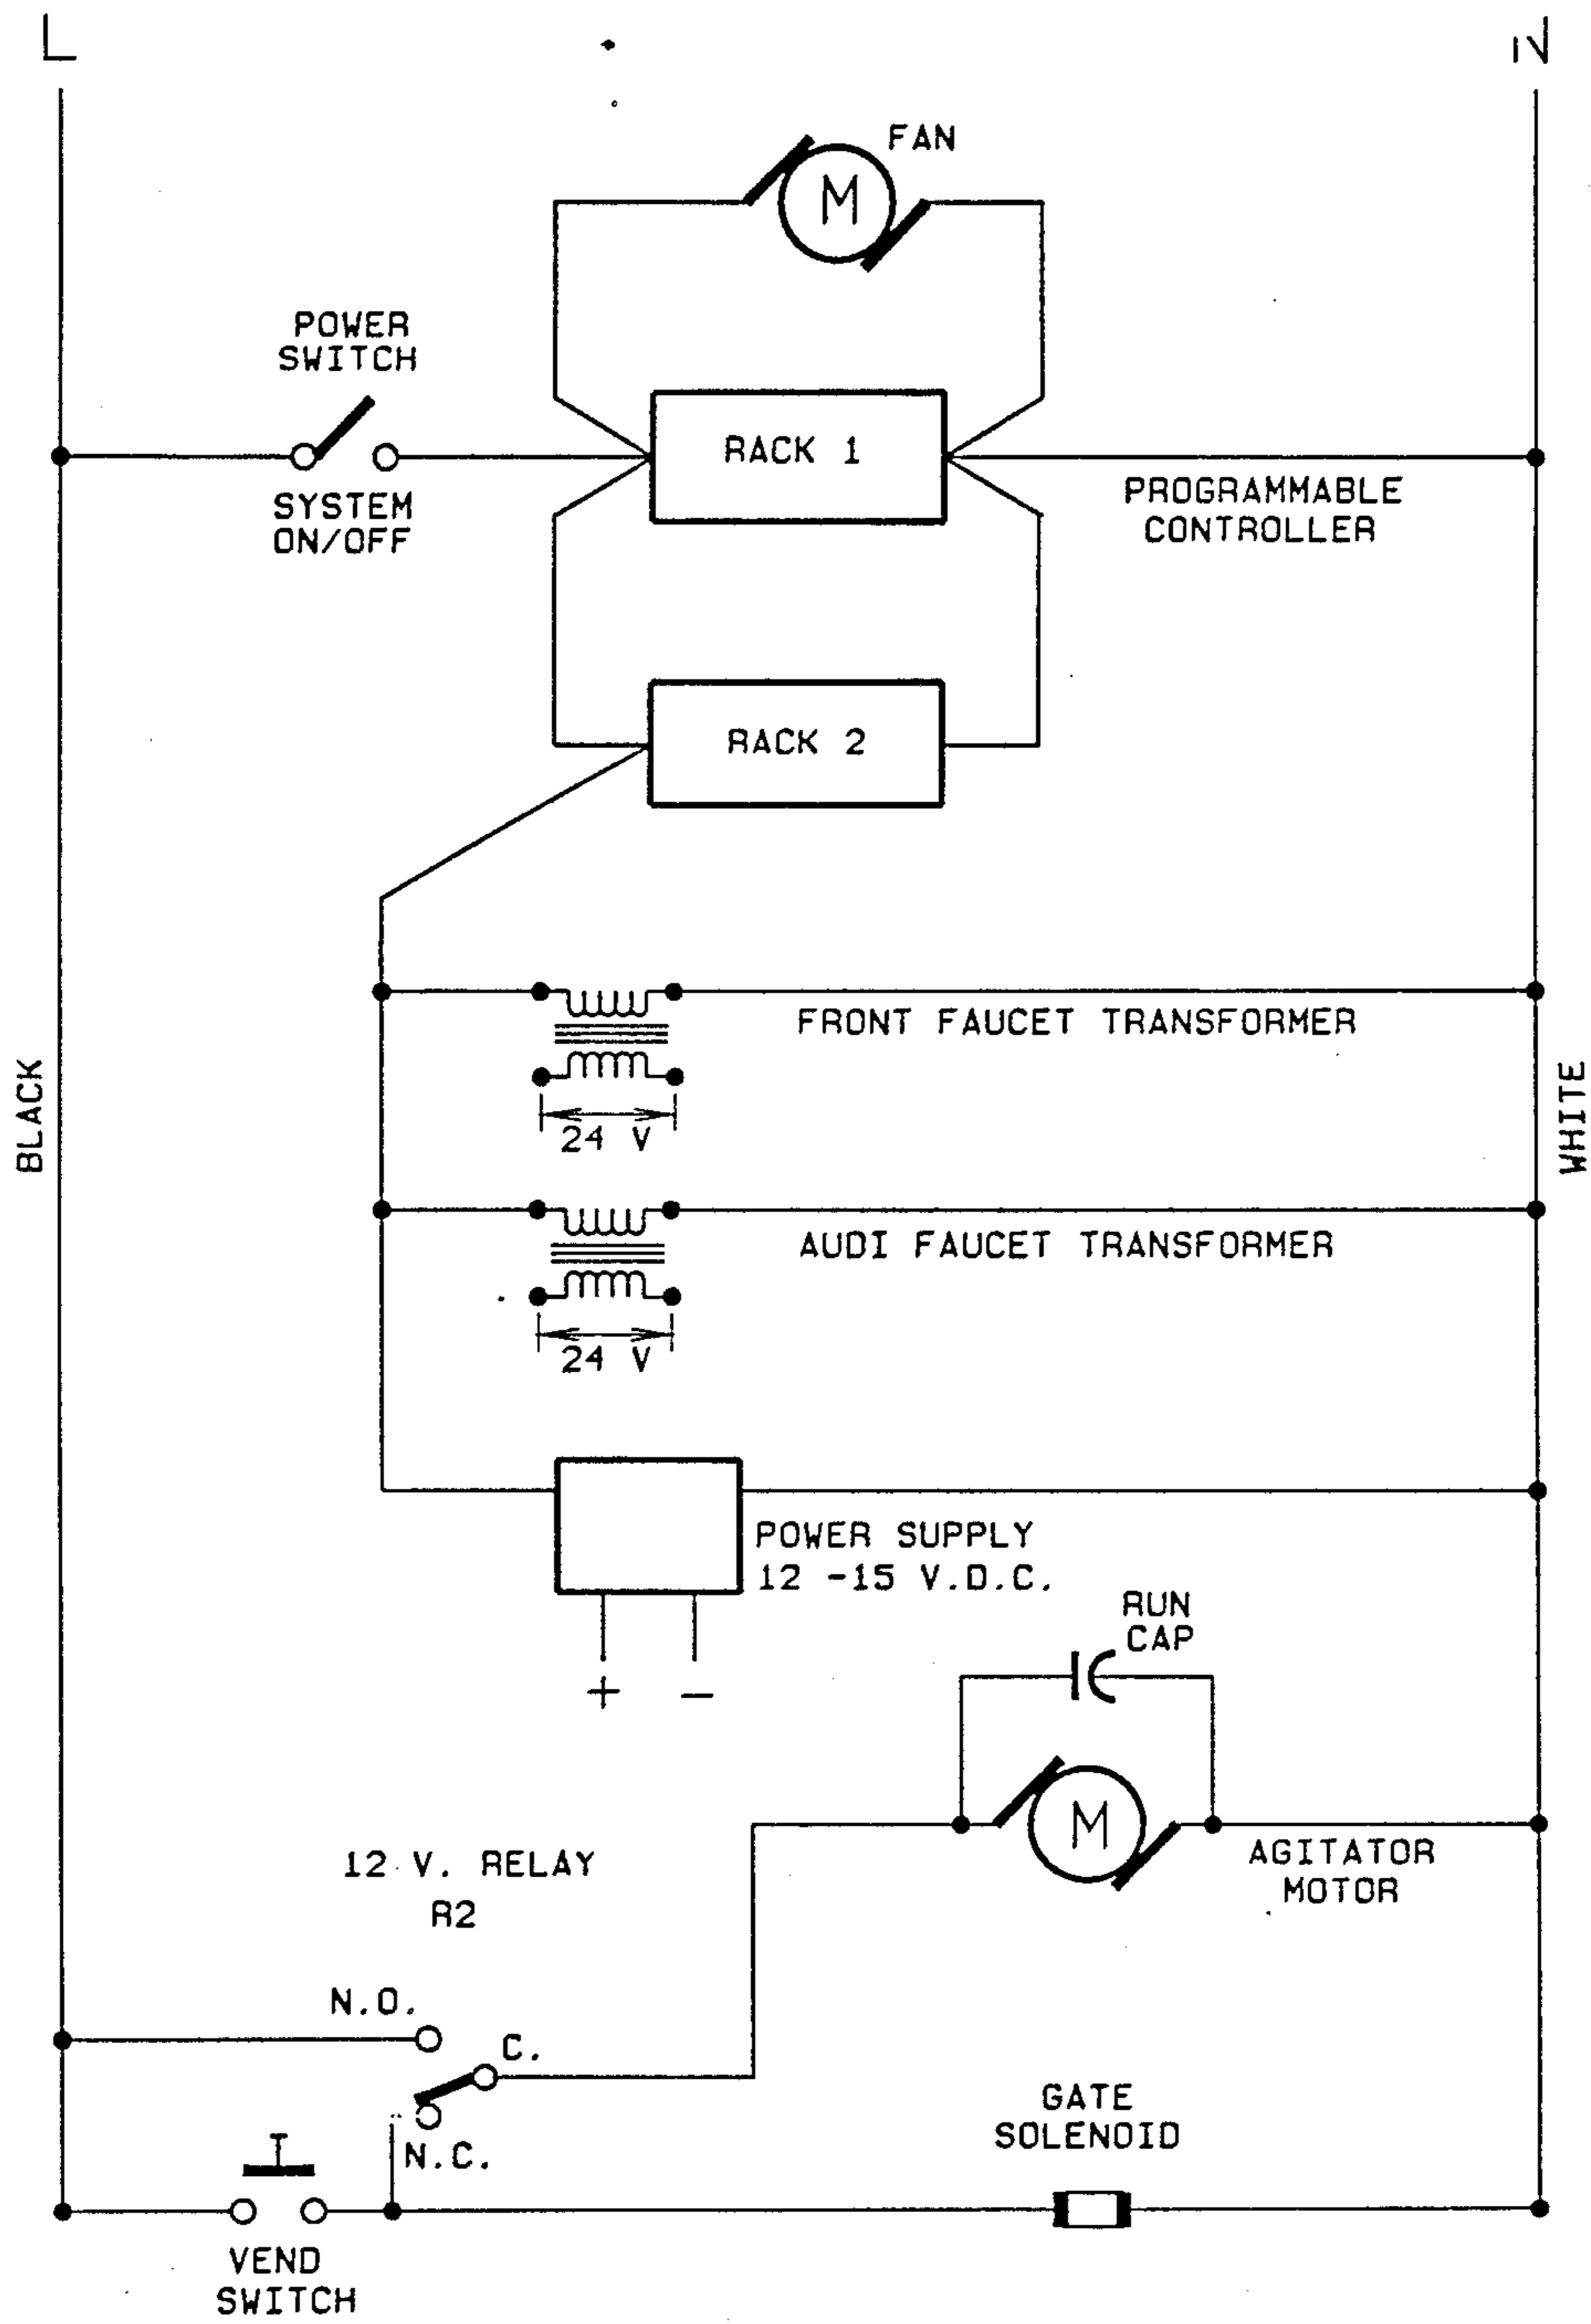 L
N
FAN
M
POWER
SWITCH
RACK 1
SYSTEM
ON/OFF
PROGRAMMABLE
CONTROLLER
RACK 2
FRONT FAUCET TRANSFORMER
24 V
BLACK
WHITE
AUDI FAUCET TRANSFORMER
24 V
POWER SUPPLY
12 -15 V.D.C.
+ -
RUN
CAP
M
AGITATOR
MOTOR
12 V. RELAY
R2
N.O.
C.
N.C.
GATE
SOLENOID
VEND
SWITCH